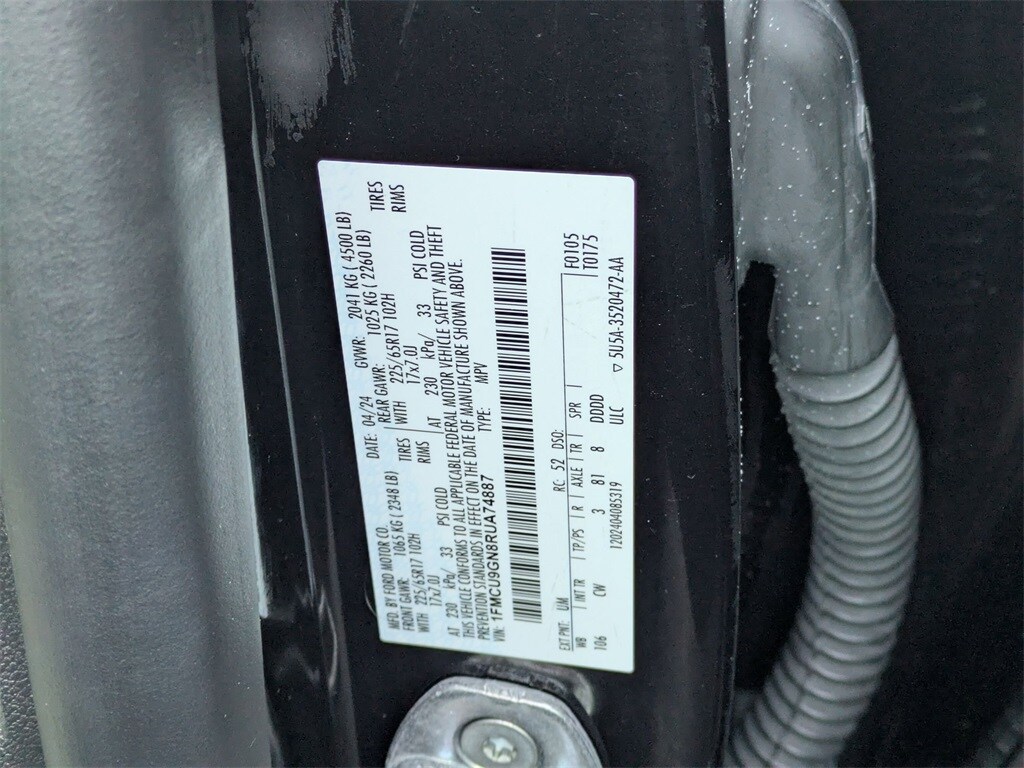 MFD. BY FORD MOTOR CO. DATE: 04/24 GVWR: 2041 KG ( 4500 LB)
FRONT GAWR: 1065 KG ( 2348 LB) REAR GAWR: 1025 KG ( 2260 LB)
WITH 225/65R17 102H TIRES WITH 225/65R17 102H TIRES
17x7.0J RIMS 17x7.0J RIMS
AT 230 kPa/ 33 PSI COLD AT 230 kPa/ 33 PSI COLD
THIS VEHICLE CONFORMS TO ALL APPLICABLE FEDERAL MOTOR VEHICLE SAFETY AND THEFT
PREVENTION STANDARDS IN EFFECT ON THE DATE OF MANUFACTURE SHOWN ABOVE.
VIN: 1FMCU9GN8RUA74887 TYPE: MPV
EXT PNT: UM RC: 52 DSO: F0105
WB INT TR TP/PS R AXLE TR SPR T0175
106 CW 3 81 8 DDDD
120240408S319 ULC ▽ 5U5A-3520472-AA